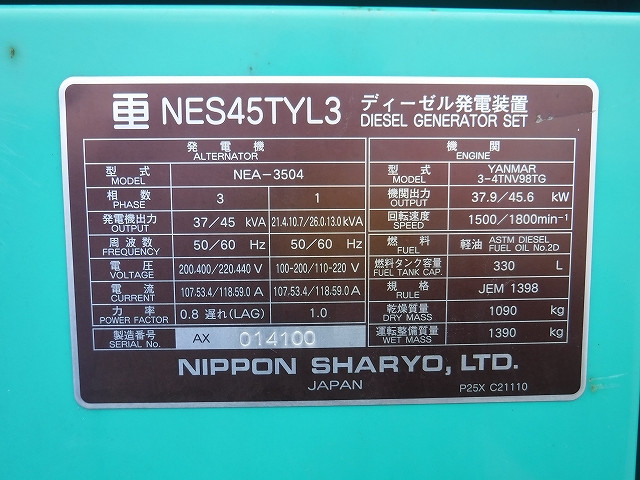 NES45TYL3 ディーゼル発電装置
DIESEL GENERATOR SET
発電機
ALTERNATOR
型式
MODEL
NEA-3504
相数
PHASE
3
1
発電機出力
OUTPUT
37/45 kVA
21.4.10.7/26.0.13.0 kVA
周波数
FREQUENCY
50/60 Hz
50/60 Hz
電圧
VOLTAGE
200.400/220.440 V
100-200/110-220 V
電流
CURRENT
107.53.4/118.59.0 A
107.53.4/118.59.0 A
力率
POWER FACTOR
0.8 遅れ(LAG)
1.0
製造番号
SERIAL No.
AX 014100
機関
ENGINE
型式
MODEL
YANMAR
3-4TNV98TG
機関出力
OUTPUT
37.9/45.6 kW
回転速度
SPEED
1500/1800min-1
燃料
FUEL
軽油 ASTM DIESEL
FUEL OIL No.2D
燃料タンク容量
FUEL TANK CAP.
330 L
規格
RULE
JEM 1398
乾燥質量
DRY MASS
1090 kg
運転整備質量
WET MASS
1390 kg
NIPPON SHARYO, LTD.
JAPAN
P25X C21110